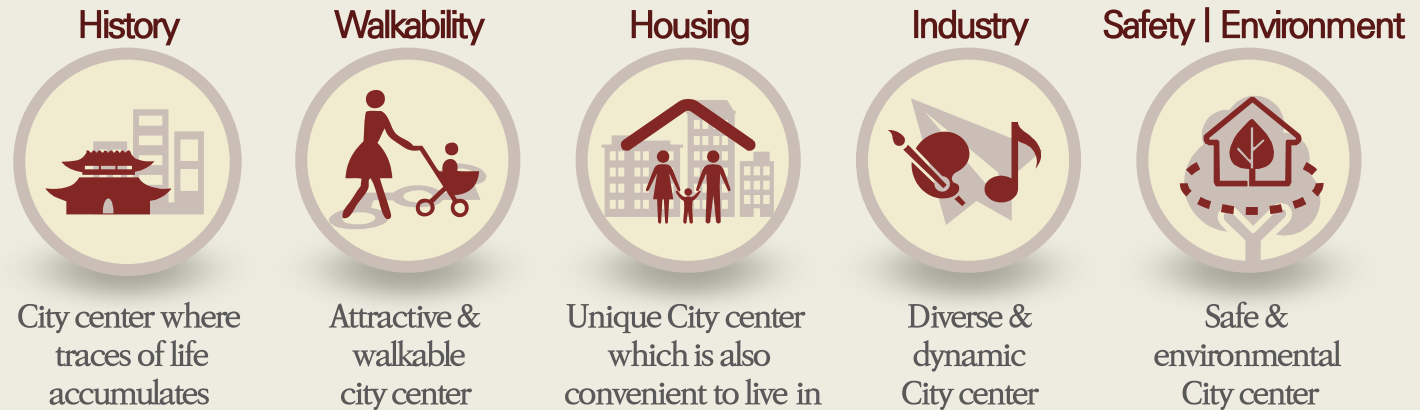 History
City center where
traces of life
accumulates
Walkability
Attractive &
walkable
city center
Housing
Unique City center
which is also
convenient to live in
Industry
Diverse &
dynamic
City center
Safety | Environment
Safe &
environmental
City center